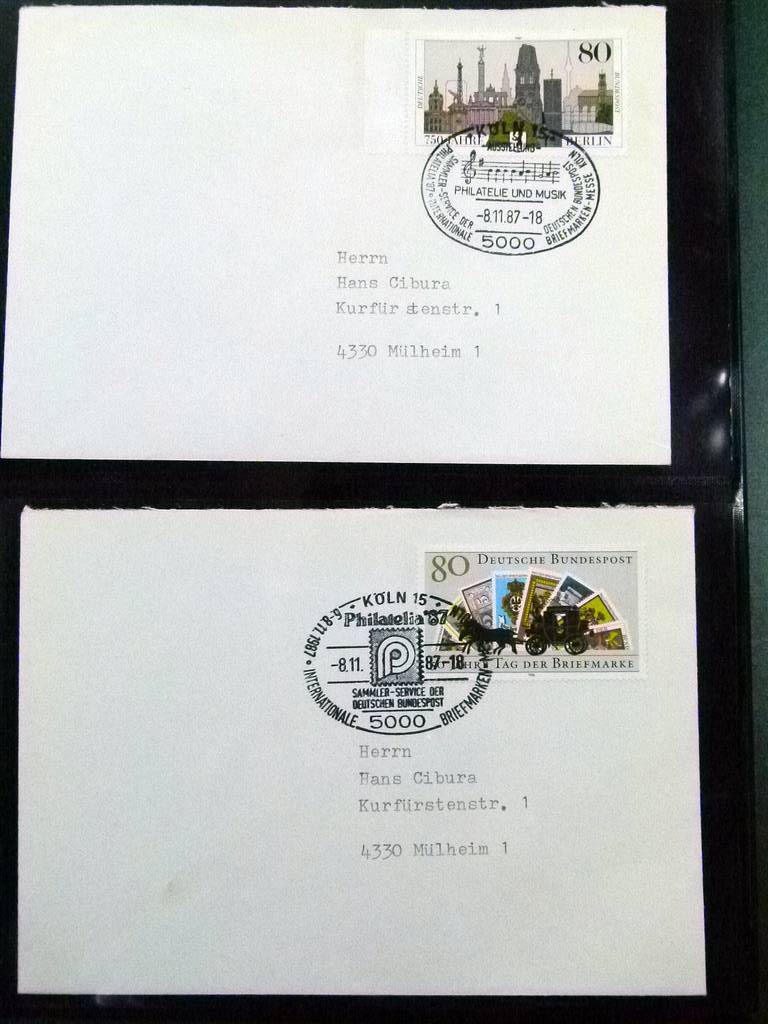 DEUTSCHE
80
BUNDESPOST
750 JAHRE BERLIN
KÖLN 15
AUSSTELLUNG
PHILATELIE UND MUSIK
-8.11.87-18
5000
PHILATELIA '87 • INTERNATIONALE
BRIEFMARKEN-MESSE KÖLN
SAMMLER-SERVICE DER
DEUTSCHEN BUNDESPOST
Herrn
Hans Cibura
Kurfürstenstr. 1
4330 Mülheim 1
80 DEUTSCHE BUNDESPOST
TAG DER BRIEFMARKE
KÖLN 15
Philatelia '87
-8.11.87-18
SAMMLER-SERVICE DER
DEUTSCHEN BUNDESPOST
5000
INTERNATIONALE
BRIEFMARKEN
Herrn
Hans Cibura
Kurfürstenstr. 1
4330 Mülheim 1